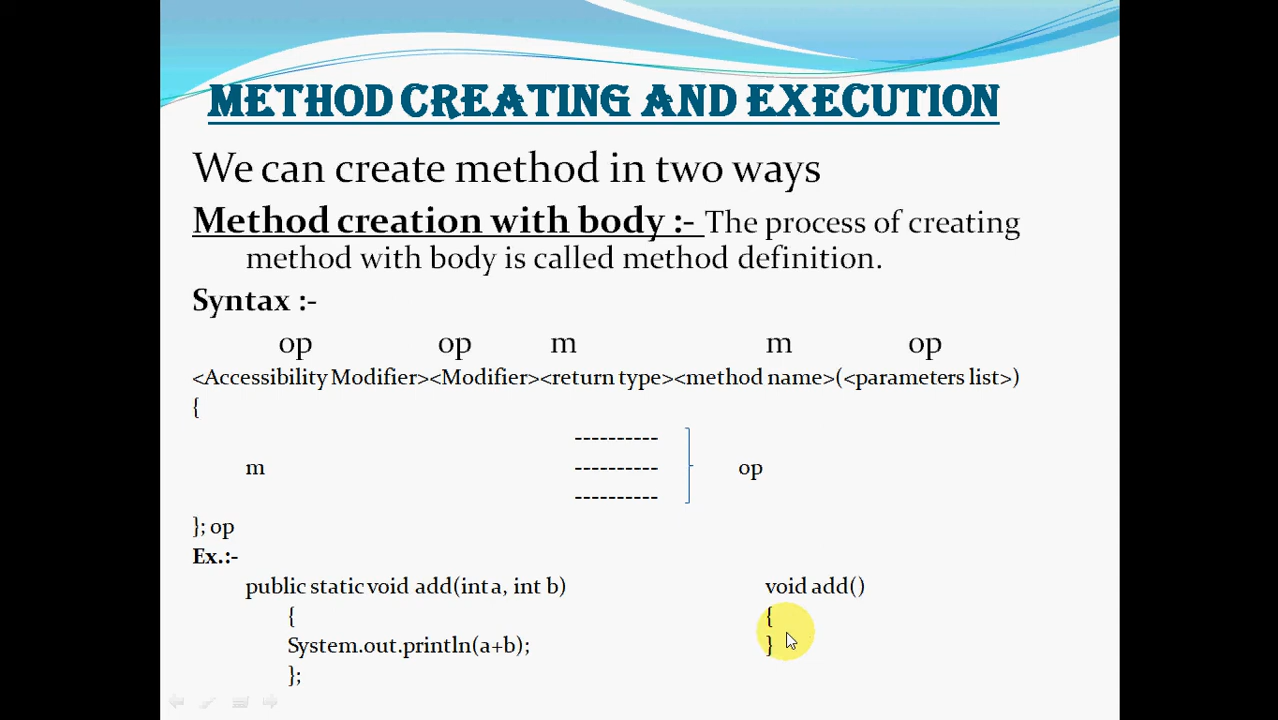 METHOD CREATING AND EXECUTION
We can create method in two ways
Method creation with body :- The process of creating
method with body is called method definition.
Syntax :-
op op m m op
<Accessibility Modifier><Modifier><return type><method name>(<parameters list>)
{
----------
m ---------- op
----------
}; op
Ex.:-
public static void add(int a, int b) void add()
{ {
System.out.println(a+b); }
};